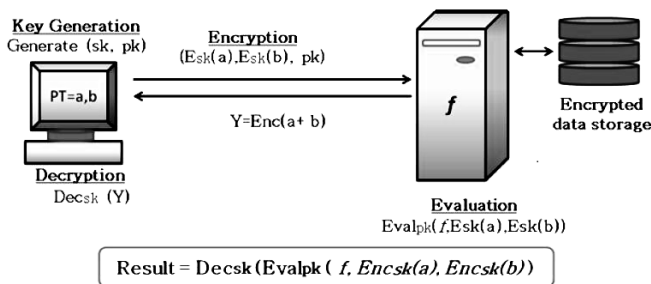 Key Generation
Generate (sk, pk)
PT=a,b
Decryption
Decsk (Y)
Encryption
(Esk(a),Esk(b), pk)
Y=Enc(a+ b)
f
Encrypted
data storage
Evaluation
Evalpk(f,Esk(a),Esk(b))
Result = Decsk(Evalpk ( f, Encsk(a), Encsk(b))